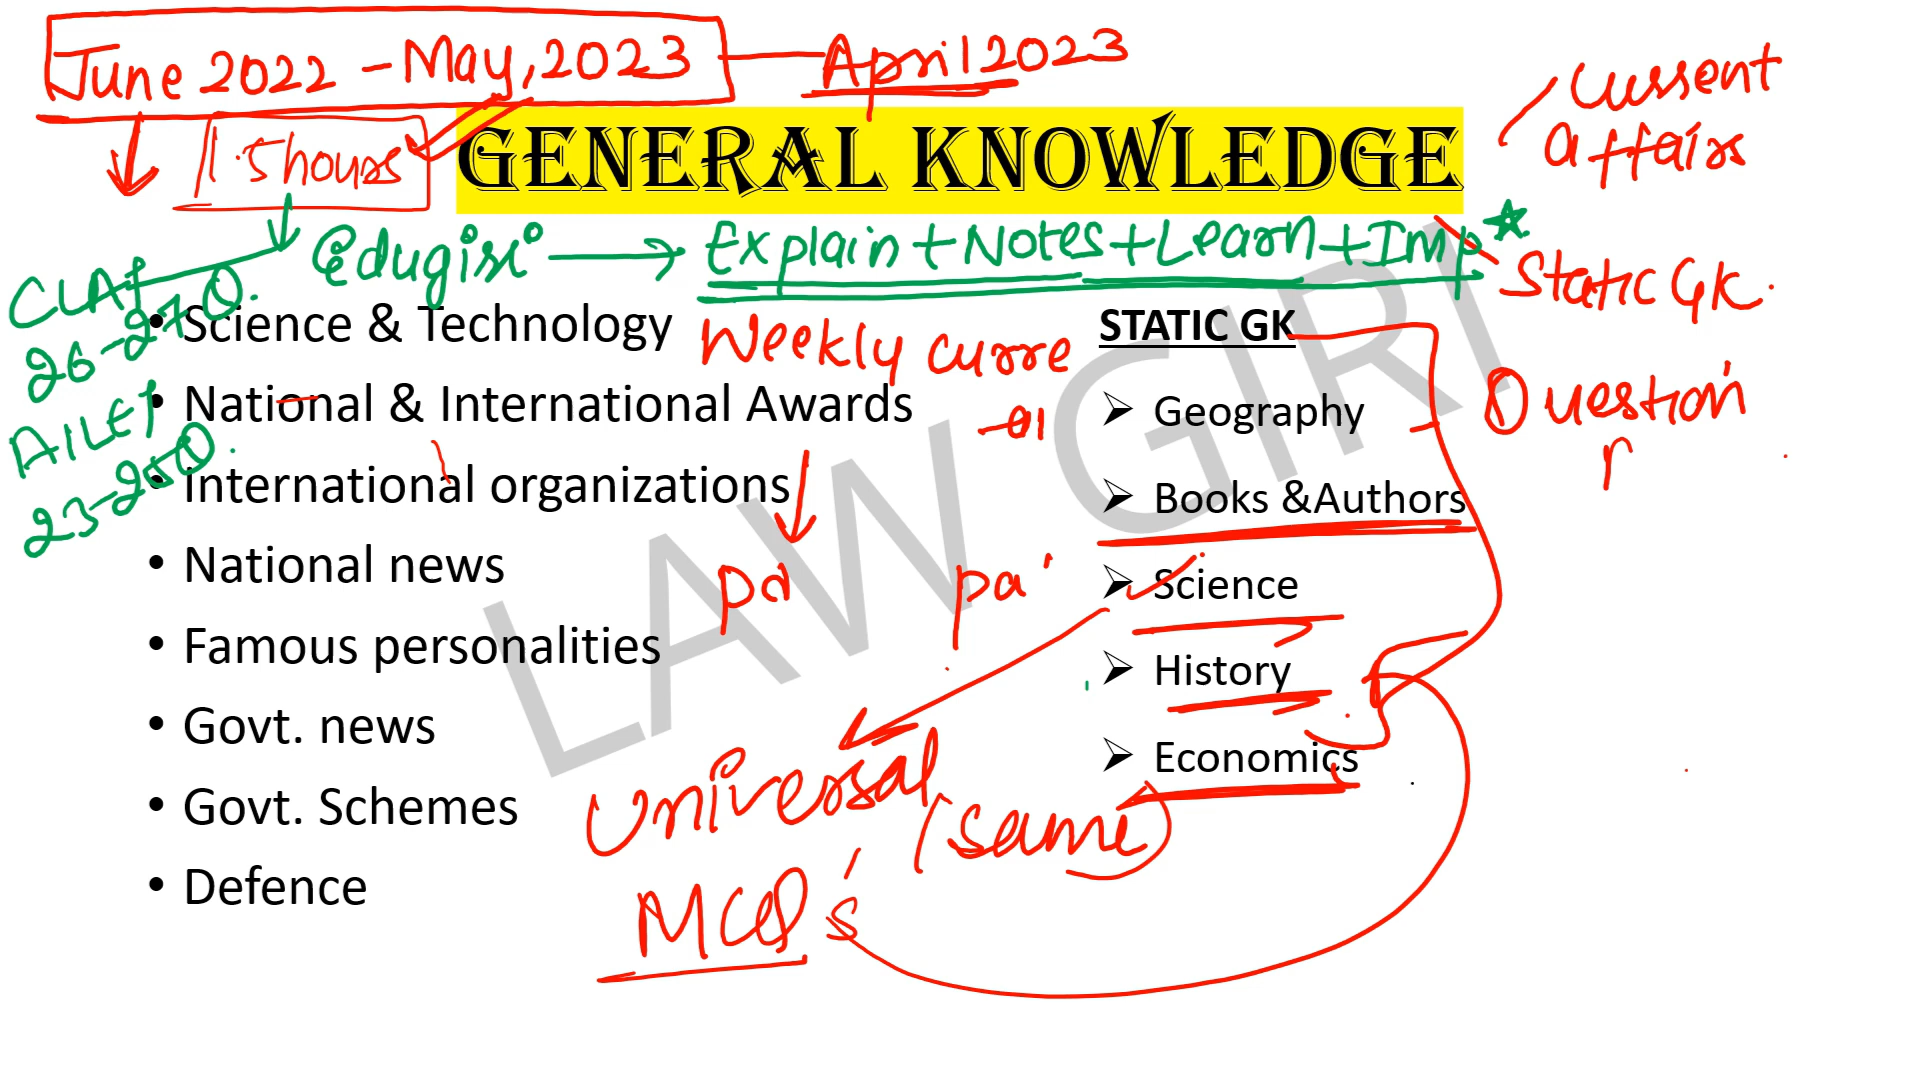 June 2022 - May, 2023 April 2023
Current
Affairs
1.5 hours
GENERAL KNOWLEDGE
@edugiri Explain + Notes + Learn + Imp
Static GK.
CLAT
26-27 Q.
AILET
23-25 Q.
• Science & Technology
• National & International Awards
• International organizations
• National news
• Famous personalities
• Govt. news
• Govt. Schemes
• Defence
Weekly curre
pd pa
STATIC GK
➢ Geography
➢ Books &Authors
➢ Science
➢ History
➢ Economics
Question
Universal (same)
MCQ's
LAW GIRI